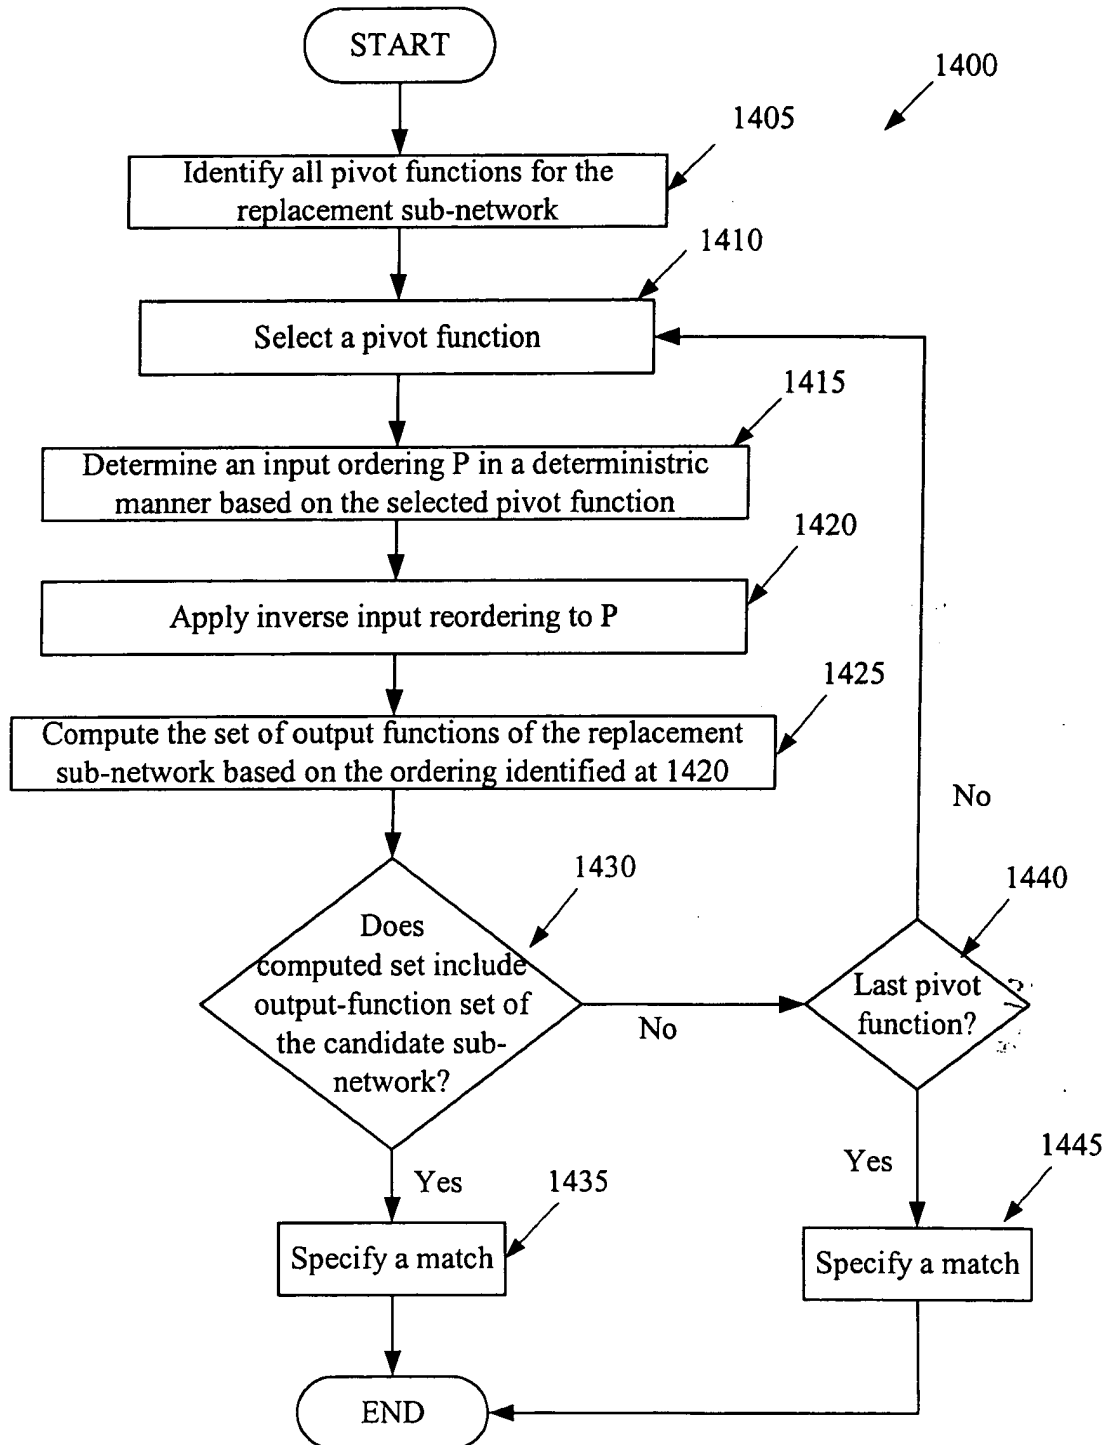 START
1400
1405
Identify all pivot functions for the
replacement sub-network
1410
Select a pivot function
1415
Determine an input ordering P in a deterministric
manner based on the selected pivot function
1420
Apply inverse input reordering to P
1425
Compute the set of output functions of the replacement
sub-network based on the ordering identified at 1420
No
1430
Does
computed set include
output-function set of
the candidate sub-
network?
No
1440
Last pivot
function?
Yes
1435
Specify a match
Yes
1445
Specify a match
END